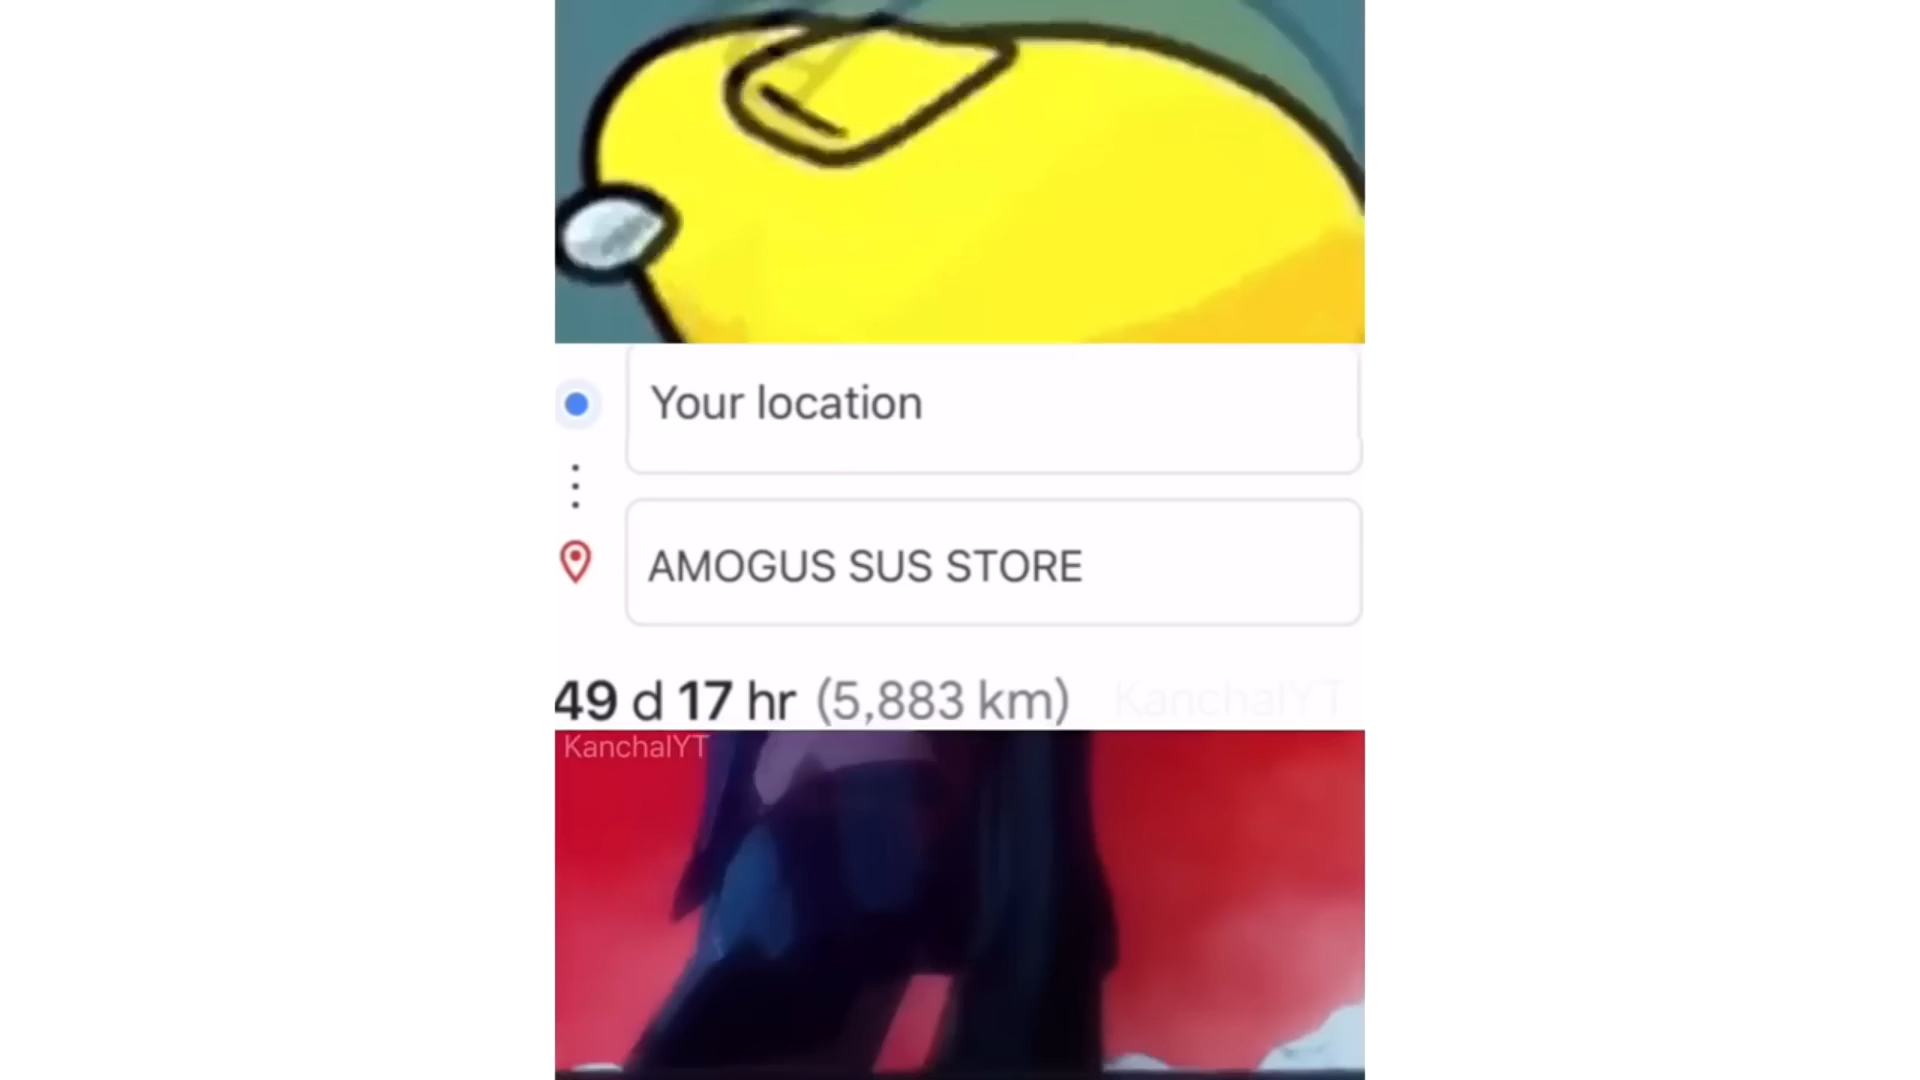 Your location
AMOGUS SUS STORE
49 d 17 hr (5,883 km)
KanchalYT
KanchalYT